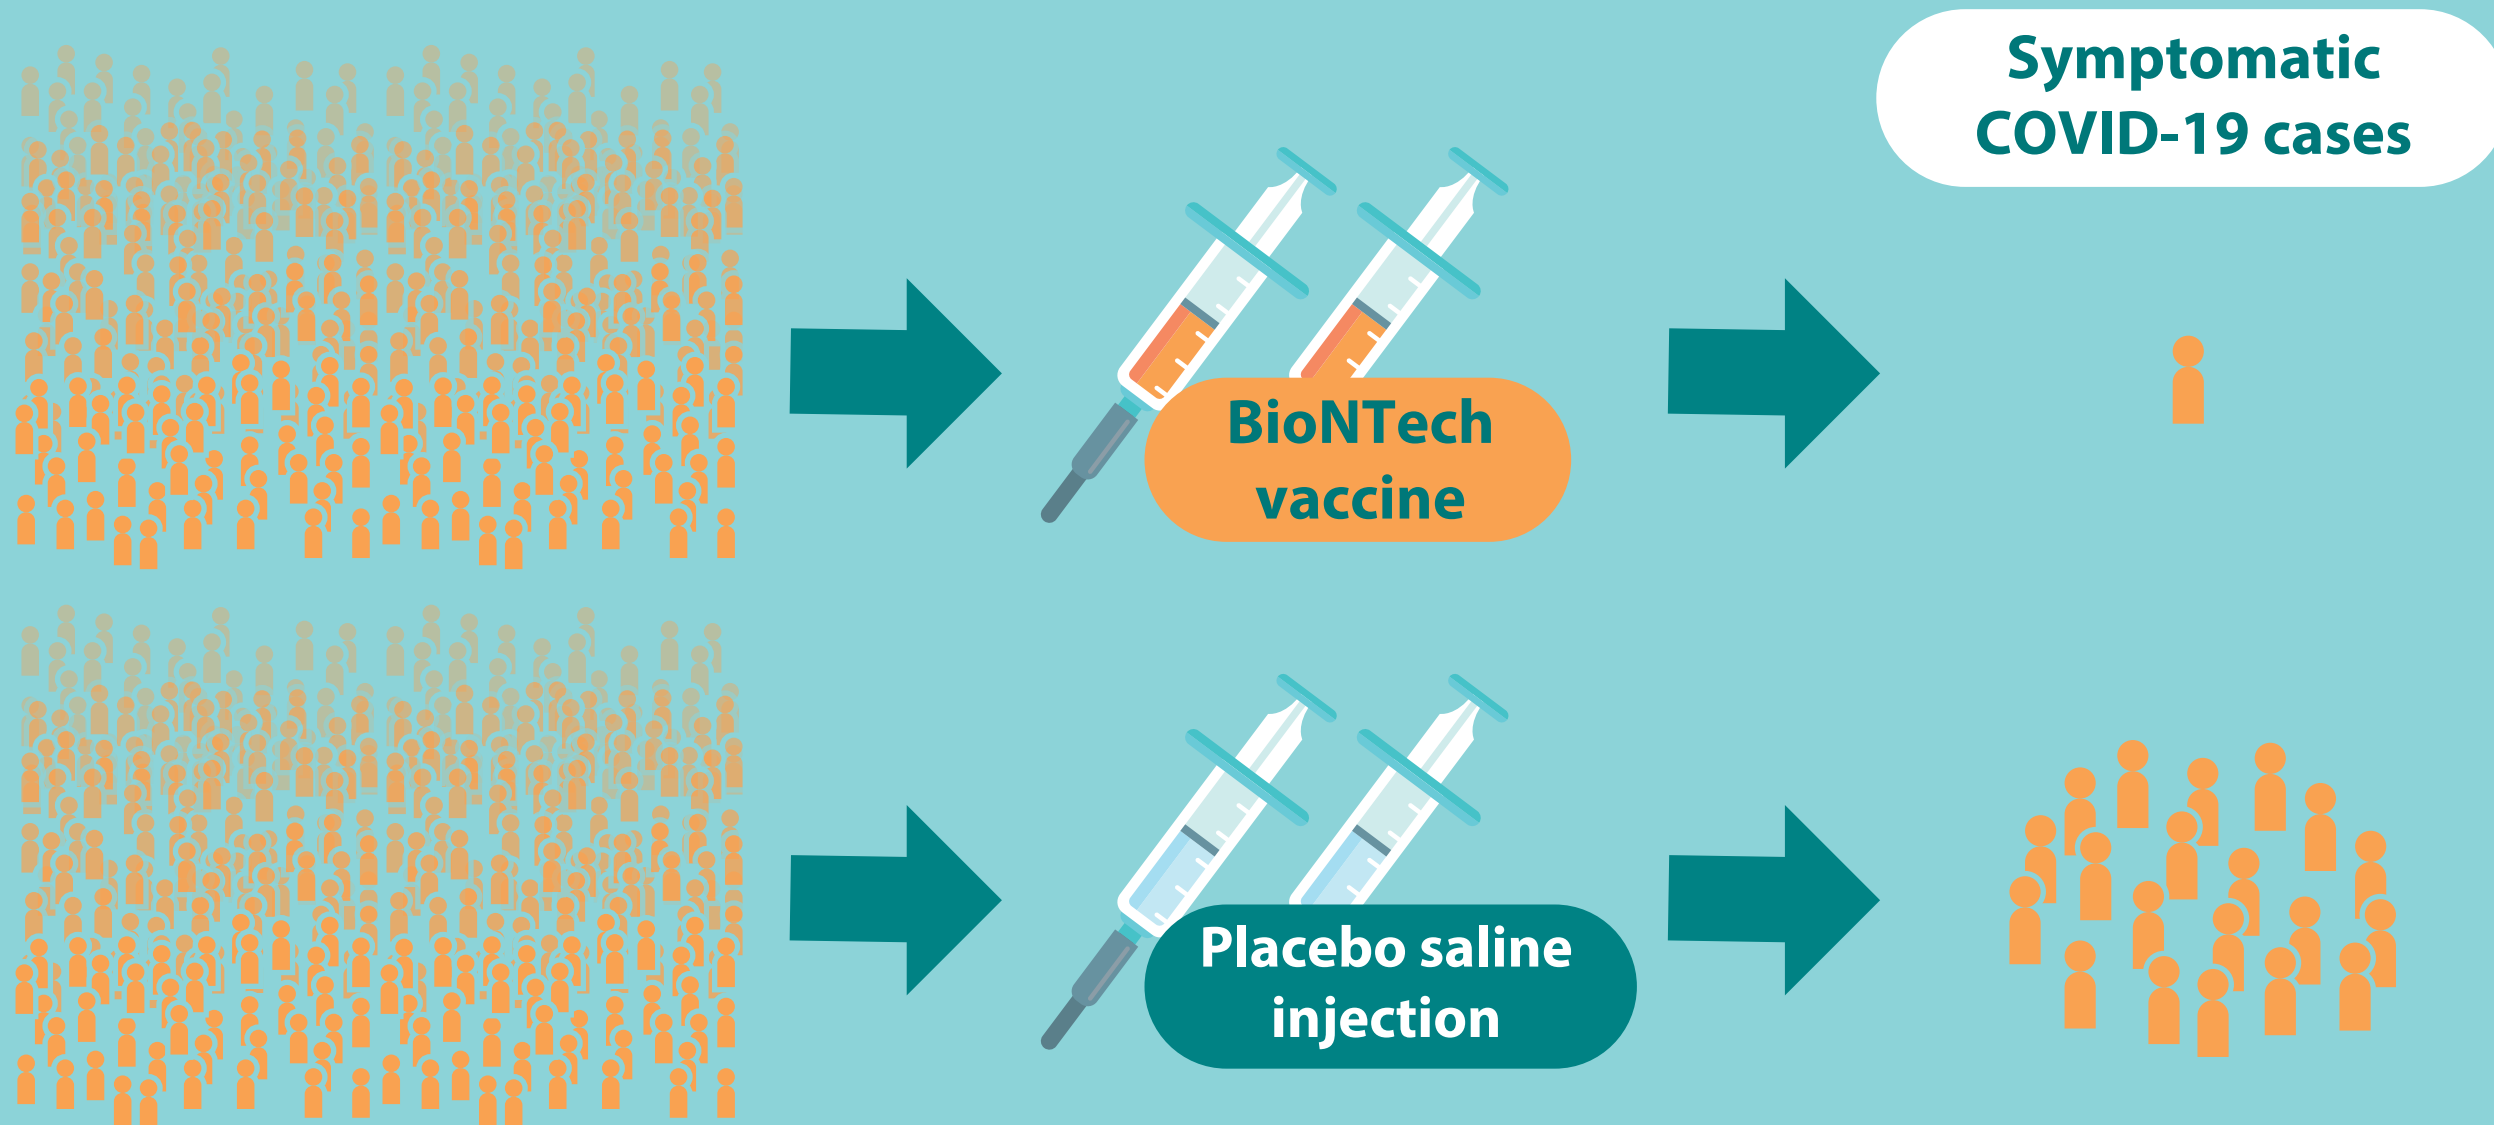 Symptomatic
COVID-19 cases
BioNTech
vaccine
Placebo saline
injection